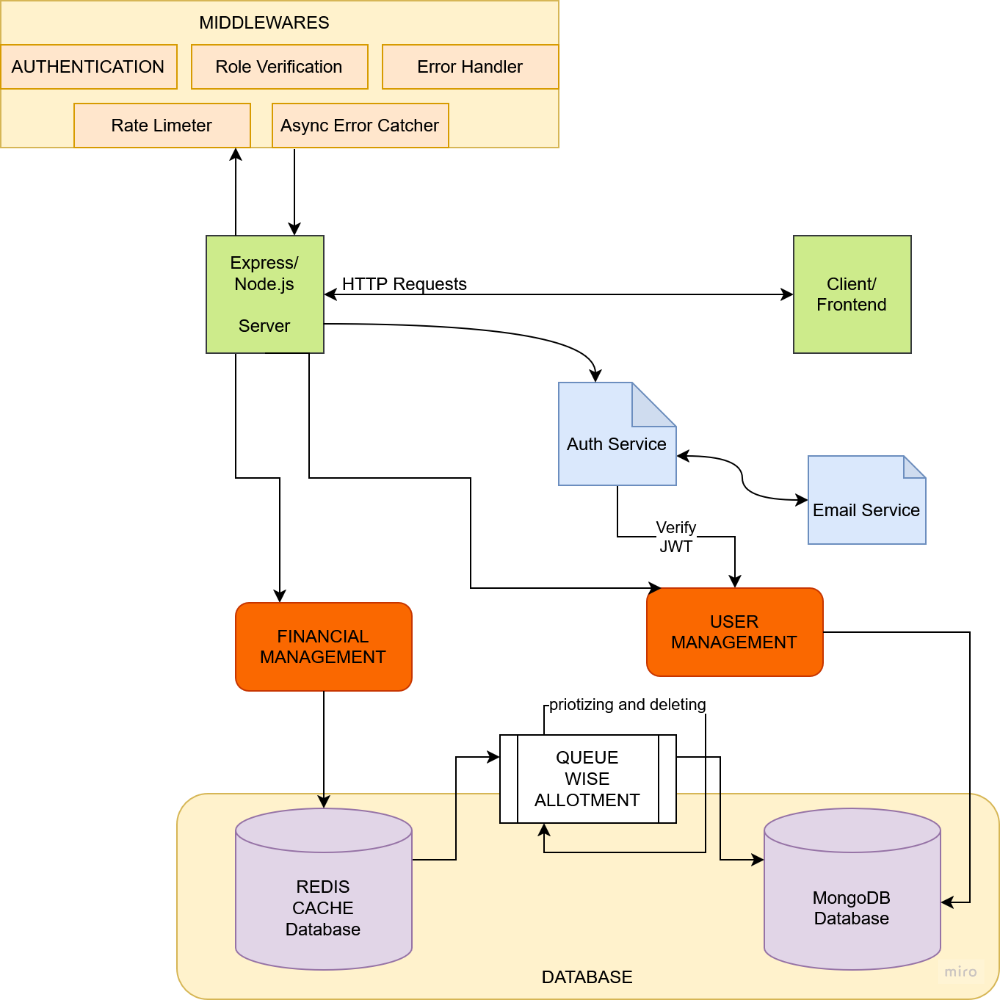 MIDDLEWARES
AUTHENTICATION
Role Verification
Error Handler
Rate Limeter
Async Error Catcher
Express/
Node.js
Server
HTTP Requests
Client/
Frontend
Auth Service
Email Service
Verify
JWT
FINANCIAL
MANAGEMENT
USER
MANAGEMENT
priotizing and deleting
QUEUE
WISE
ALLOTMENT
REDIS
CACHE
Database
MongoDB
Database
DATABASE
miro